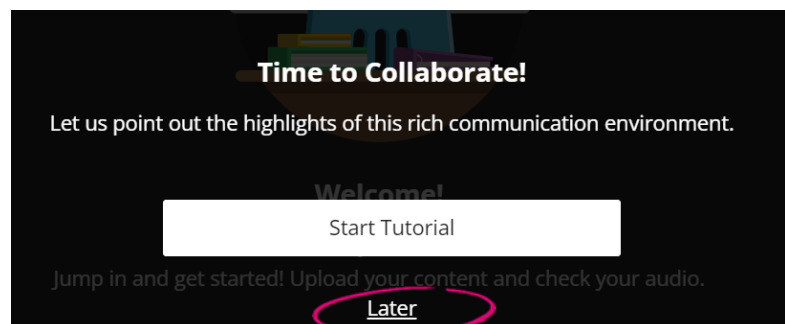 Time to Collaborate!
Let us point out the highlights of this rich communication environment.
Welcome!
Start Tutorial
Jump in and get started! Upload your content and check your audio.
Later